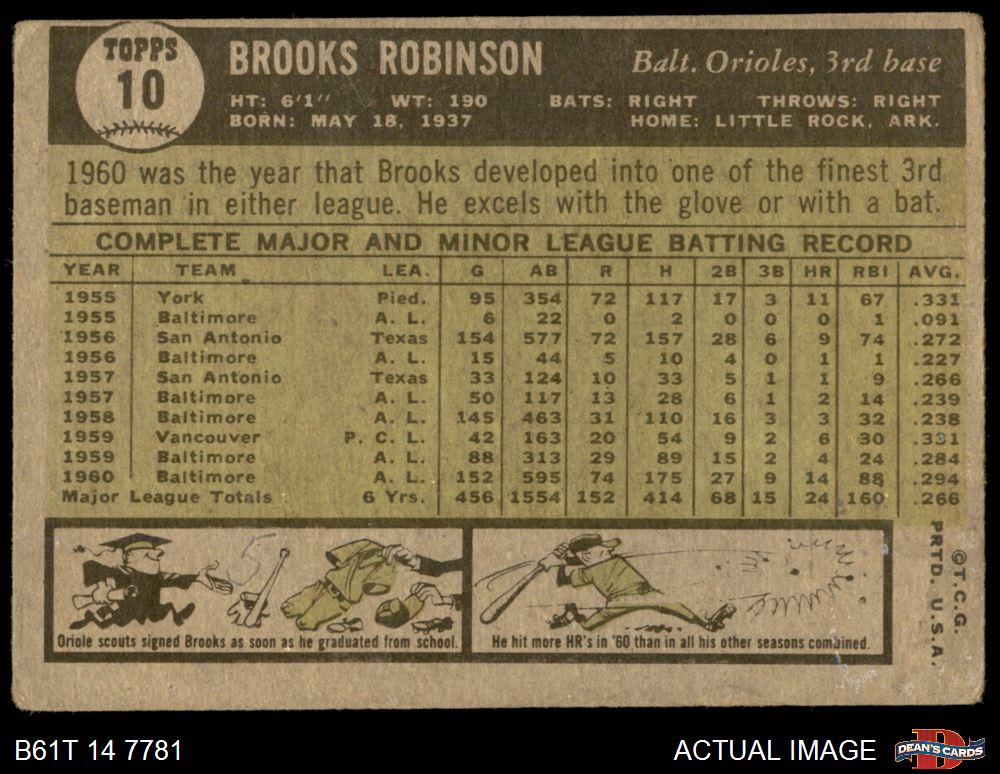 TOPPS
10
BROOKS ROBINSON
Balt. Orioles, 3rd base
HT: 6'1" WT: 190 BATS: RIGHT THROWS: RIGHT
BORN: MAY 18, 1937 HOME: LITTLE ROCK, ARK.
1960 was the year that Brooks developed into one of the finest 3rd
baseman in either league. He excels with the glove or with a bat.
COMPLETE MAJOR AND MINOR LEAGUE BATTING RECORD
YEAR TEAM LEA. G AB R H 2B 3B HR RBI AVG.
1955 York Pied. 95 354 72 117 17 3 11 67 .331
1955 Baltimore A. L. 6 22 0 2 0 0 0 1 .091
1956 San Antonio Texas 154 577 72 157 28 6 9 74 .272
1956 Baltimore A. L. 15 44 5 10 4 0 1 1 .227
1957 San Antonio Texas 33 124 10 33 5 1 1 9 .266
1957 Baltimore A. L. 50 117 13 28 6 1 2 14 .239
1958 Baltimore A. L. 145 463 31 110 16 3 3 32 .238
1959 Vancouver P. C. L. 42 163 20 54 9 2 6 30 .331
1959 Baltimore A. L. 88 313 29 89 15 2 4 24 .284
1960 Baltimore A. L. 152 595 74 175 27 9 14 88 .294
Major League Totals 6 Yrs. 456 1554 152 414 68 15 24 160 .266
5
Oriole scouts signed Brooks as soon as he graduated from school.
He hit more HR's in '60 than in all his other seasons combined.
©T.C.G.
PRTD. U.S.A.
B61T 14 7781
ACTUAL IMAGE
D
DEAN'S CARDS